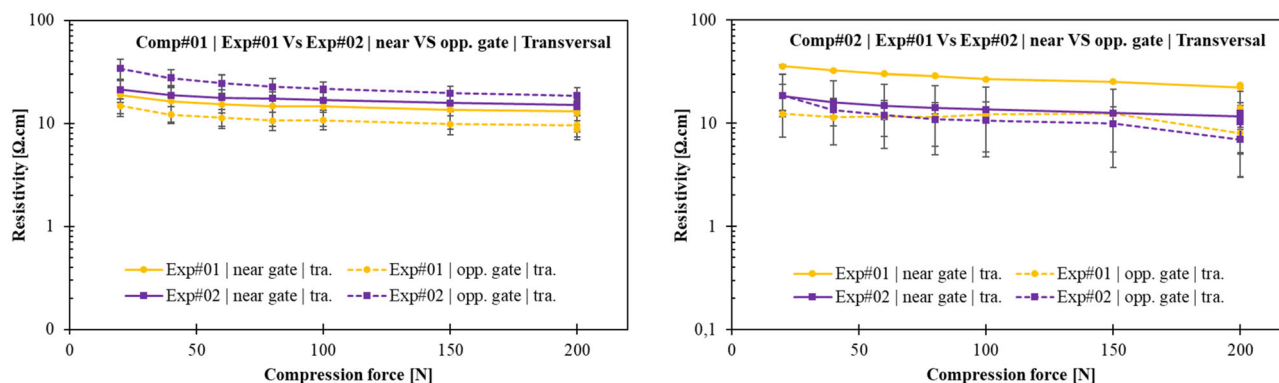 Comp#01 | Exp#01 Vs Exp#02 | near VS opp. gate | Transversal
Resistivity [Ω.cm]
100
10
1
0
Exp#01 | near gate | tra.
Exp#01 | opp. gate | tra.
Exp#02 | near gate | tra.
Exp#02 | opp. gate | tra.
0
50
100
150
200
Compression force [N]
Comp#02 | Exp#01 Vs Exp#02 | near VS opp. gate | Transversal
Resistivity [Ω.cm]
100
10
1
0,1
Exp#01 | near gate | tra.
Exp#01 | opp. gate | tra.
Exp#02 | near gate | tra.
Exp#02 | opp. gate | tra.
0
50
100
150
200
Compression force [N]